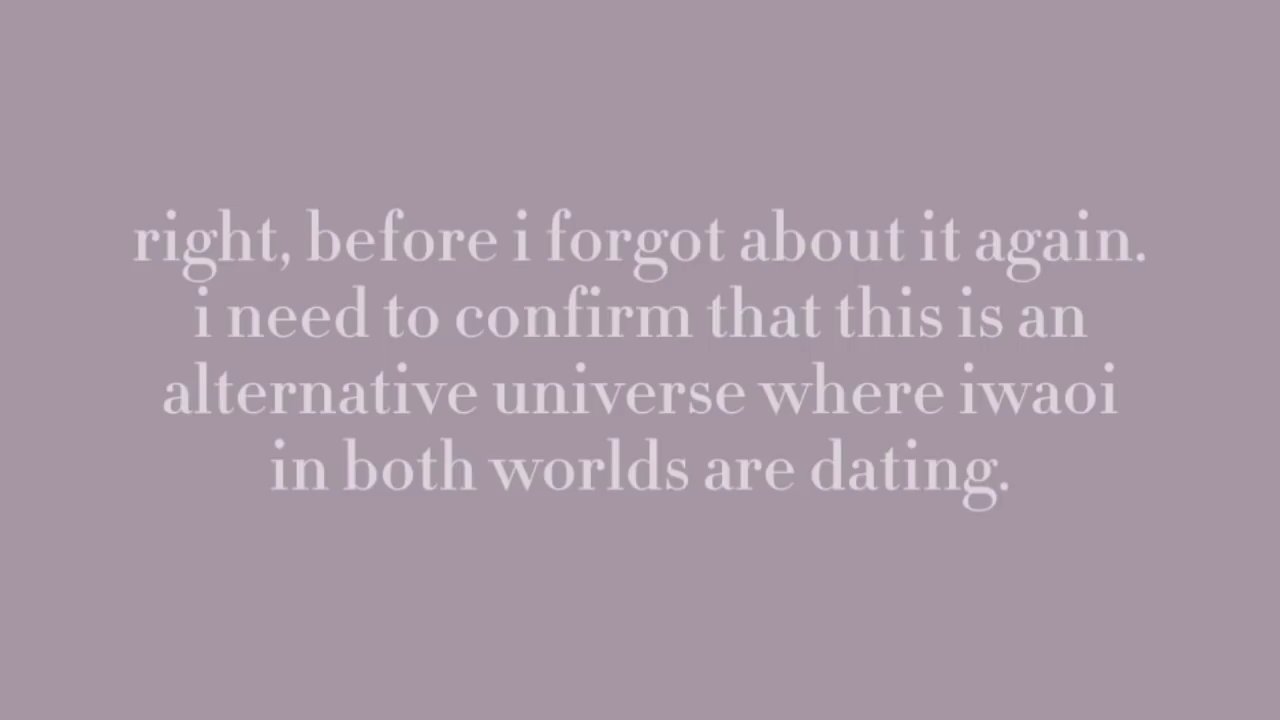 right, before i forgot about it again.
i need to confirm that this is an
alternative universe where iwaoi
in both worlds are dating.